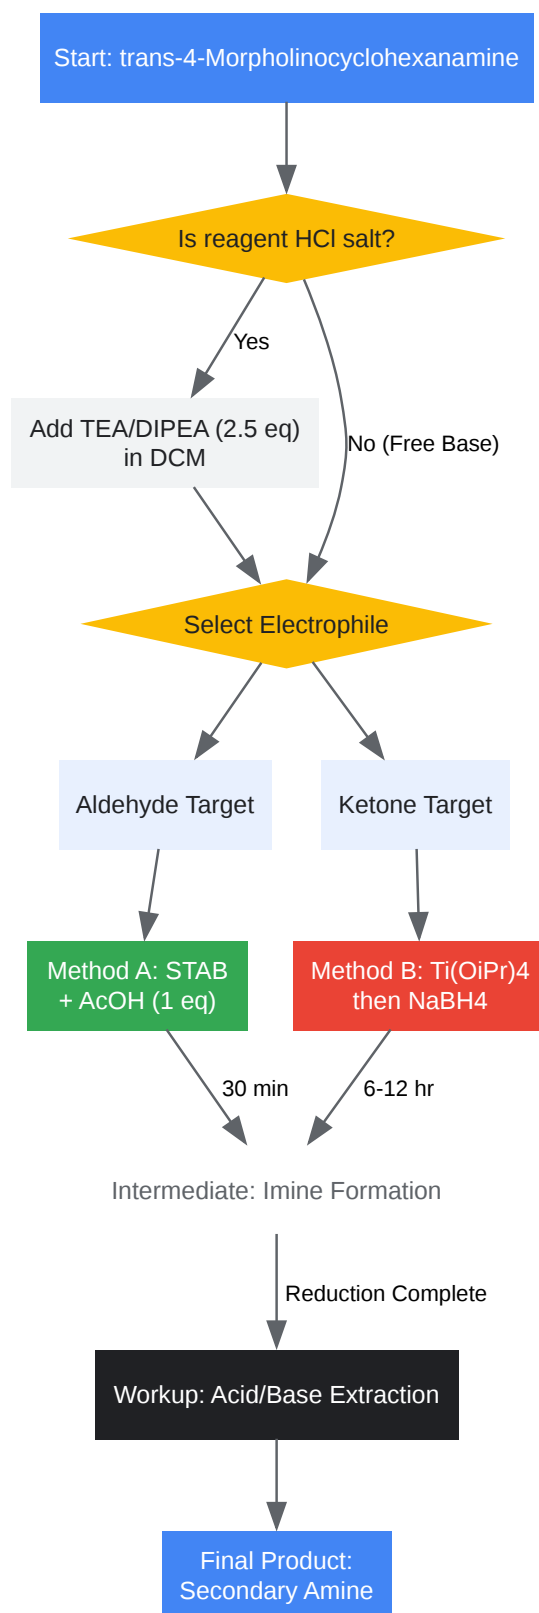 Start: trans-4-Morpholinocyclohexanamine
Is reagent HCl salt?
Yes
Add TEA/DIPEA (2.5 eq)
in DCM
No (Free Base)
Select Electrophile
Aldehyde Target
Ketone Target
Method A: STAB
+ AcOH (1 eq)
Method B: Ti(OiPr)4
then NaBH4
30 min
6-12 hr
Intermediate: Imine Formation
Reduction Complete
Workup: Acid/Base Extraction
Final Product:
Secondary Amine